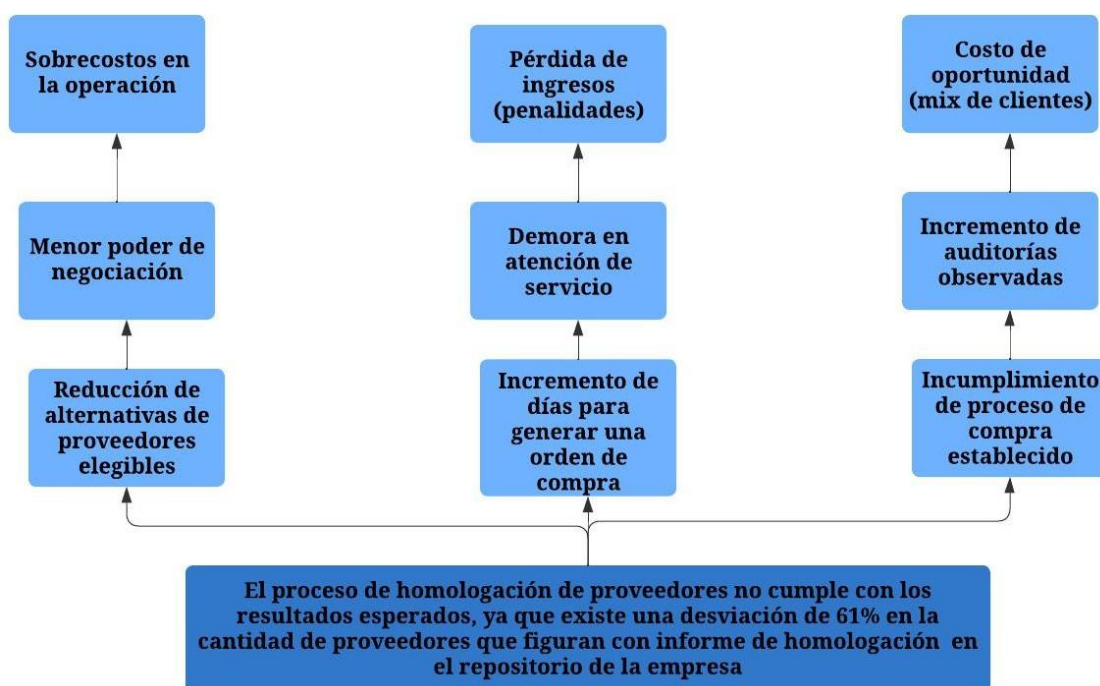 Sobrecostos en
la operación
Pérdida de
ingresos
(penalidades)
Costo de
oportunidad
(mix de clientes)
Menor poder de
negociación
Demora en
atención de
servicio
Incremento de
auditorías
observadas
Reducción de
alternativas de
proveedores
elegibles
Incremento de
días para
generar una
orden de
compra
Incumplimiento
de proceso de
compra
establecido
El proceso de homologación de proveedores no cumple con los
resultados esperados, ya que existe una desviación de 61% en la
cantidad de proveedores que figuran con informe de homologación en
el repositorio de la empresa